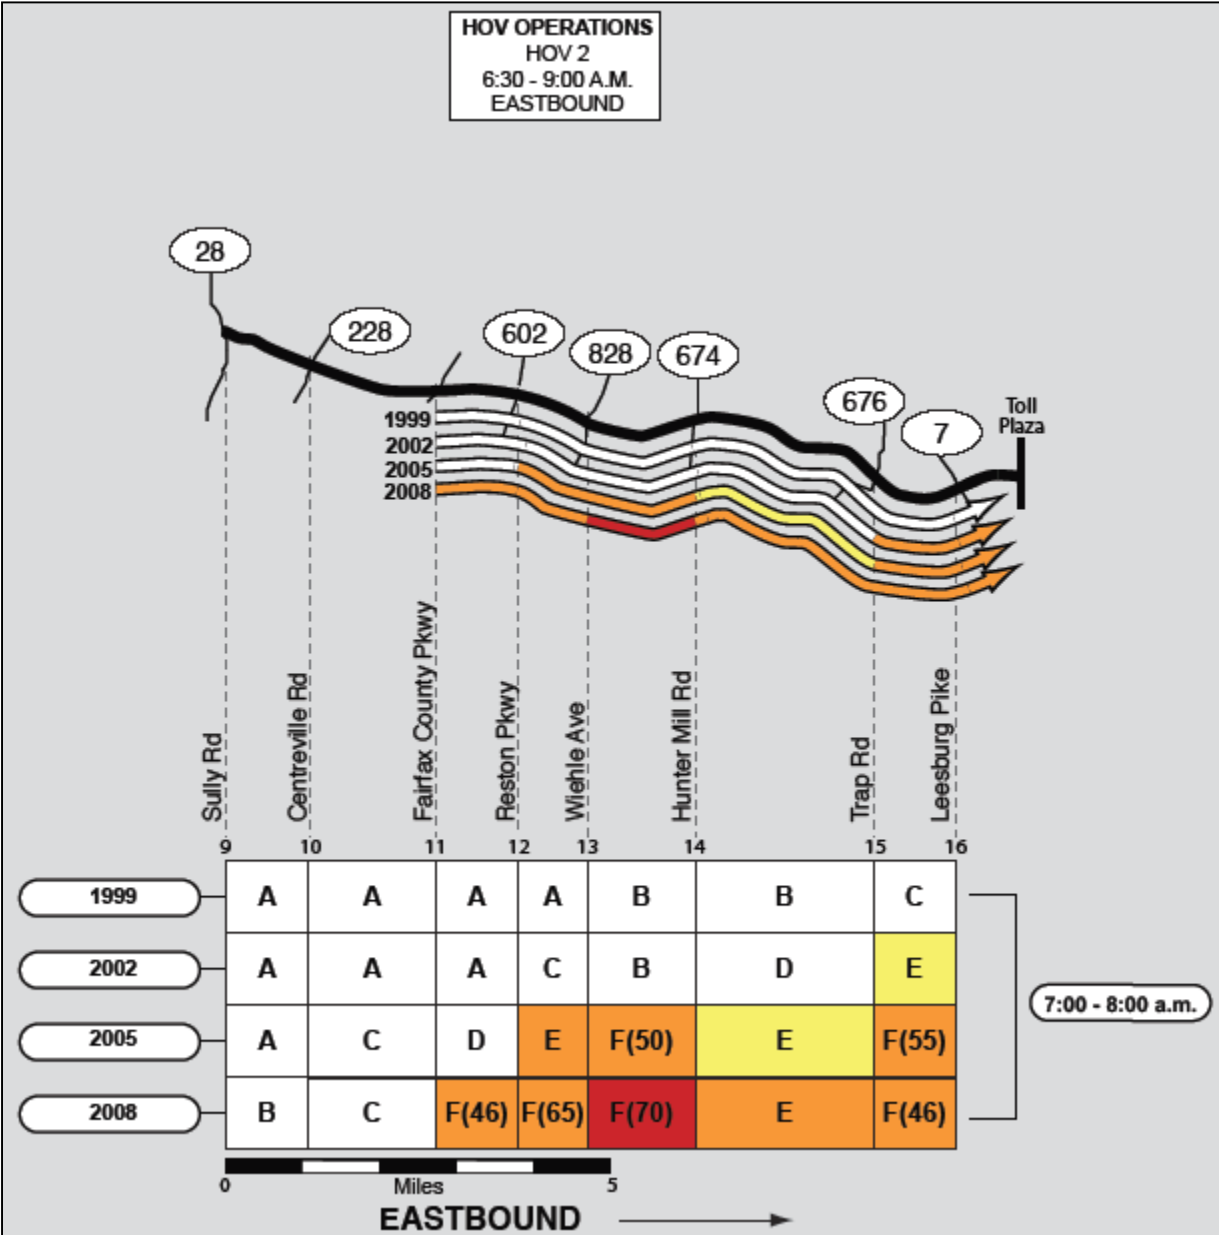 HOV OPERATIONS
HOV 2
6:30 - 9:00 A.M.
EASTBOUND
28
228
602
828
674
676
7
Toll
Plaza
1999
2002
2005
2008
Sully Rd
Centreville Rd
Fairfax County Pkwy
Reston Pkwy
Wiehle Ave
Hunter Mill Rd
Trap Rd
Leesburg Pike
9 10 11 12 13 14 15 16
1999 A A A A B B C
2002 A A A C B D E
2005 A C D E F(50) E F(55)
2008 B C F(46) F(65) F(70) E F(46)
7:00 - 8:00 a.m.
0 Miles 5
EASTBOUND